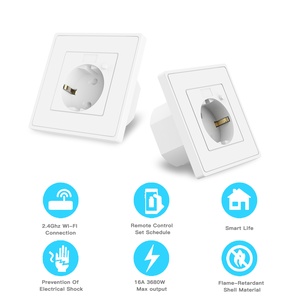 2.4Ghz Wi-Fi
Connection
Remote Control
Set Schedule
Smart Life
Prevention Of
Electrical Shock
16A 3680W
Max output
Flame-Retardant
Shell Material